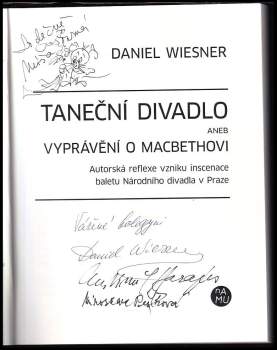 DANIEL WIESNER
TANEČNÍ DIVADLO
ANEB
VYPRÁVĚNÍ O MACBETHOVI
Autorská reflexe vzniku inscenace
baletu Národního divadla v Praze
Vážené kolegyni
Daniel Wiesner
NAMU